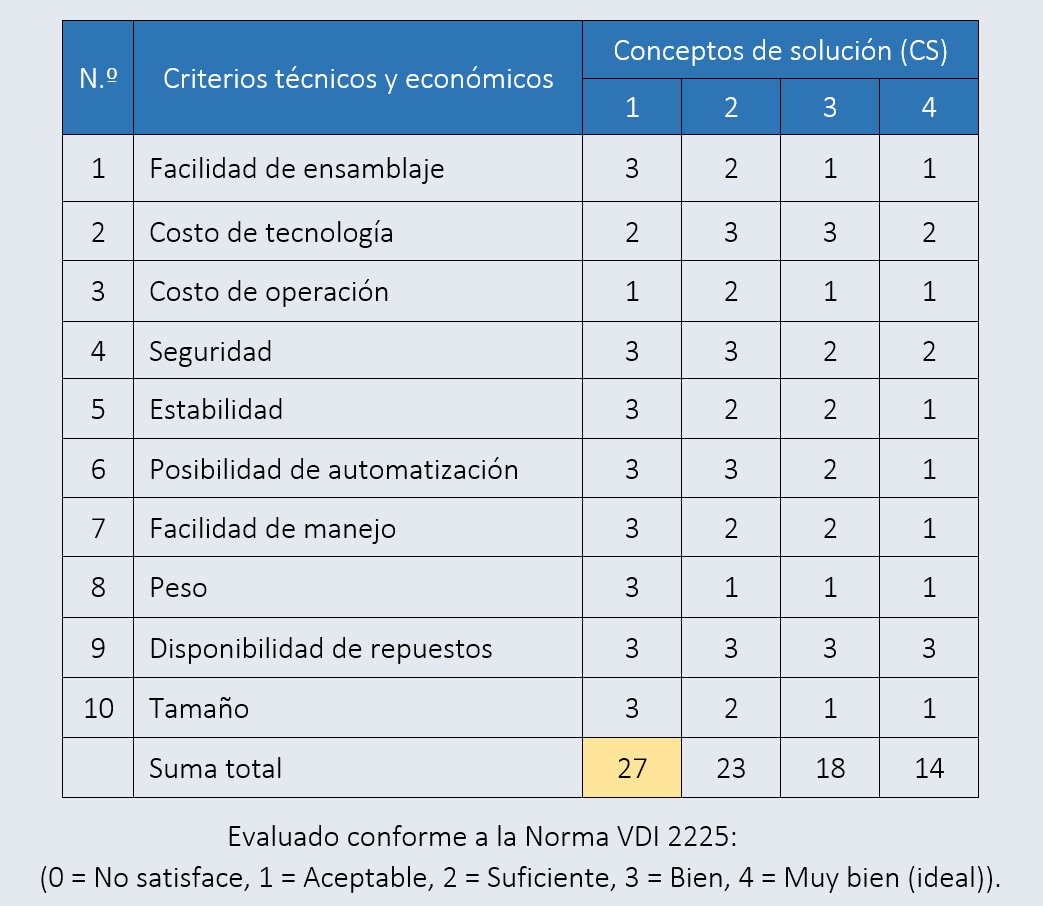 N.º Criterios técnicos y económicos Conceptos de solución (CS)
1 2 3 4
1 Facilidad de ensamblaje 3 2 1 1
2 Costo de tecnología 2 3 3 2
3 Costo de operación 1 2 1 1
4 Seguridad 3 3 2 2
5 Estabilidad 3 2 2 1
6 Posibilidad de automatización 3 3 2 1
7 Facilidad de manejo 3 2 2 1
8 Peso 3 1 1 1
9 Disponibilidad de repuestos 3 3 3 3
10 Tamaño 3 2 1 1
Suma total 27 23 18 14
Evaluado conforme a la Norma VDI 2225:
(0 = No satisface, 1 = Aceptable, 2 = Suficiente, 3 = Bien, 4 = Muy bien (ideal)).